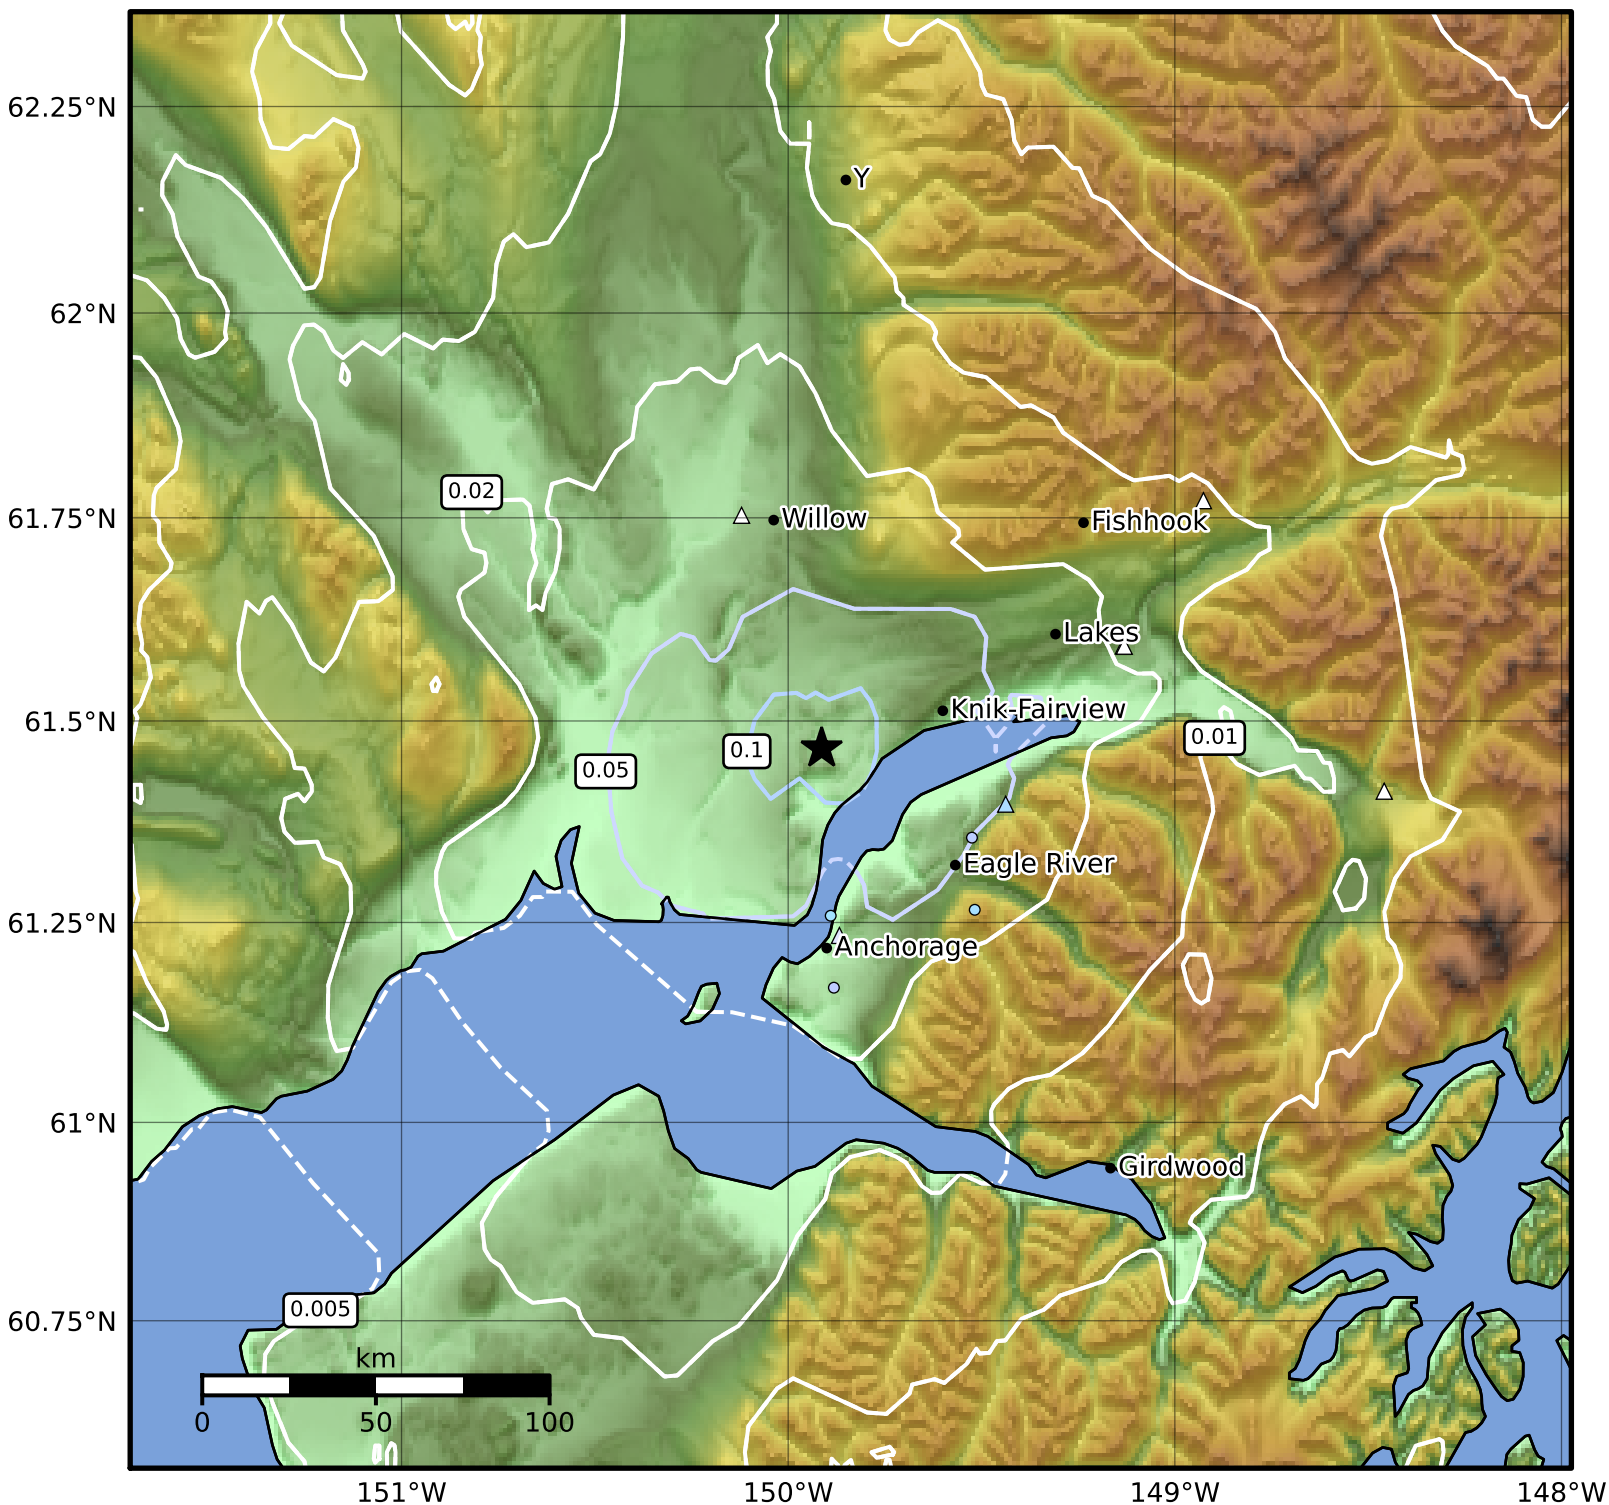 62.25°N
Y
62°N
0.02
61.75°N
Willow
Fishhook
Lakes
61.5°N
Knik-Fairview
0.01
0.1
0.05
Eagle River
61.25°N
Anchorage
61°N
Girdwood
0.005
60.75°N
km
0 50 100
151°W 150°W 149°W 148°W